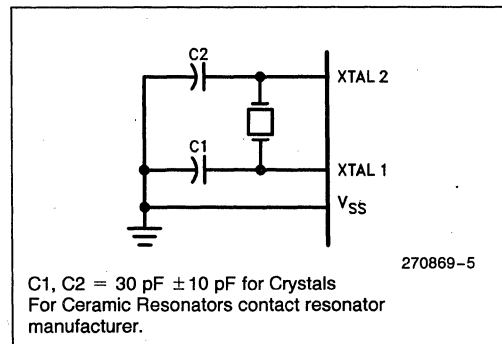 C2
XTAL 2
C1
XTAL 1
VSS
270869-5
C1, C2 = 30 pF ±10 pF for Crystals
For Ceramic Resonators contact resonator
manufacturer.